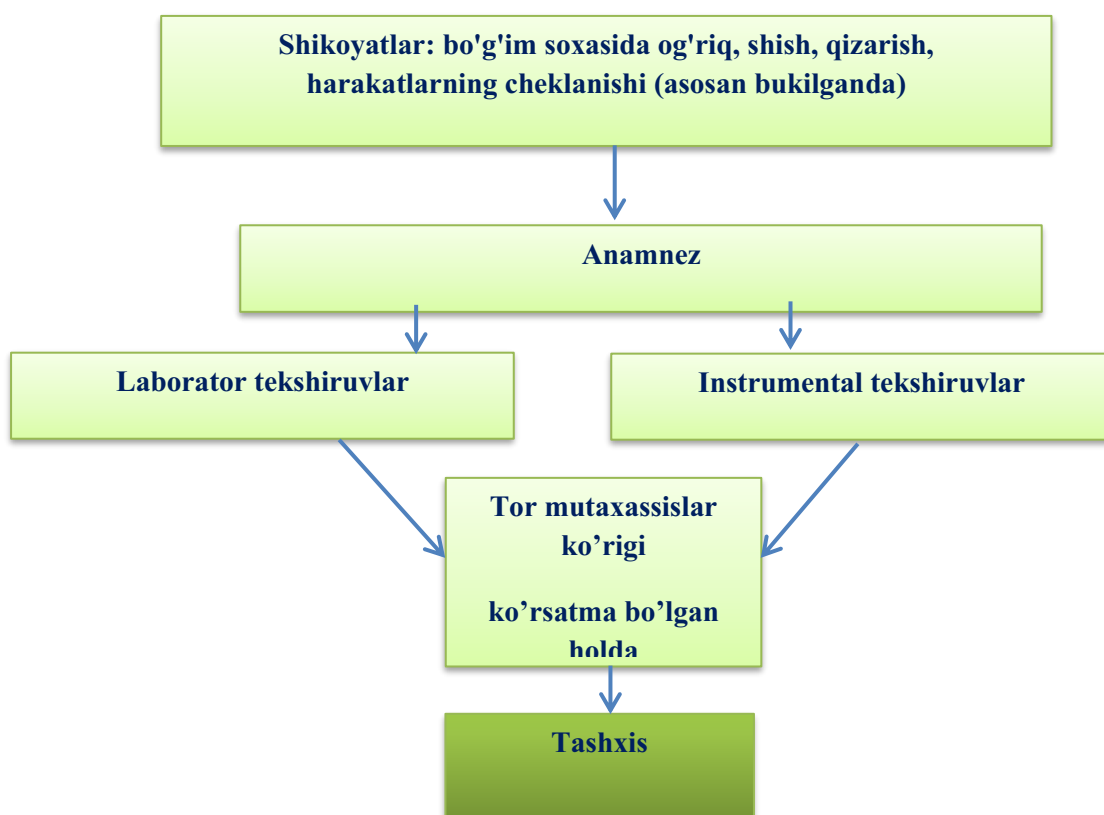 Shikoyatlar: bo'g'im soxasida og'riq, shish, qizarish,
harakatlarning cheklanishi (asosan bukilganda)
Anamnez
Laborator tekshiruvlar
Instrumental tekshiruvlar
Tor mutaxassislar
ko’rigi
ko’rsatma bo’lgan
holda
Tashxis